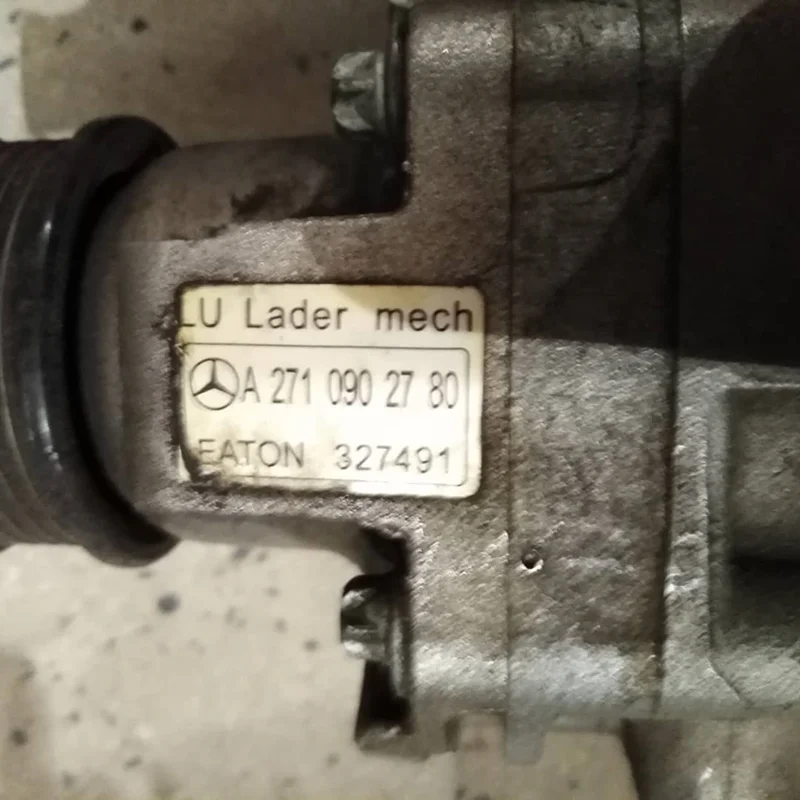 LU Lader mech
A 271 090 27 80
EATON 327491